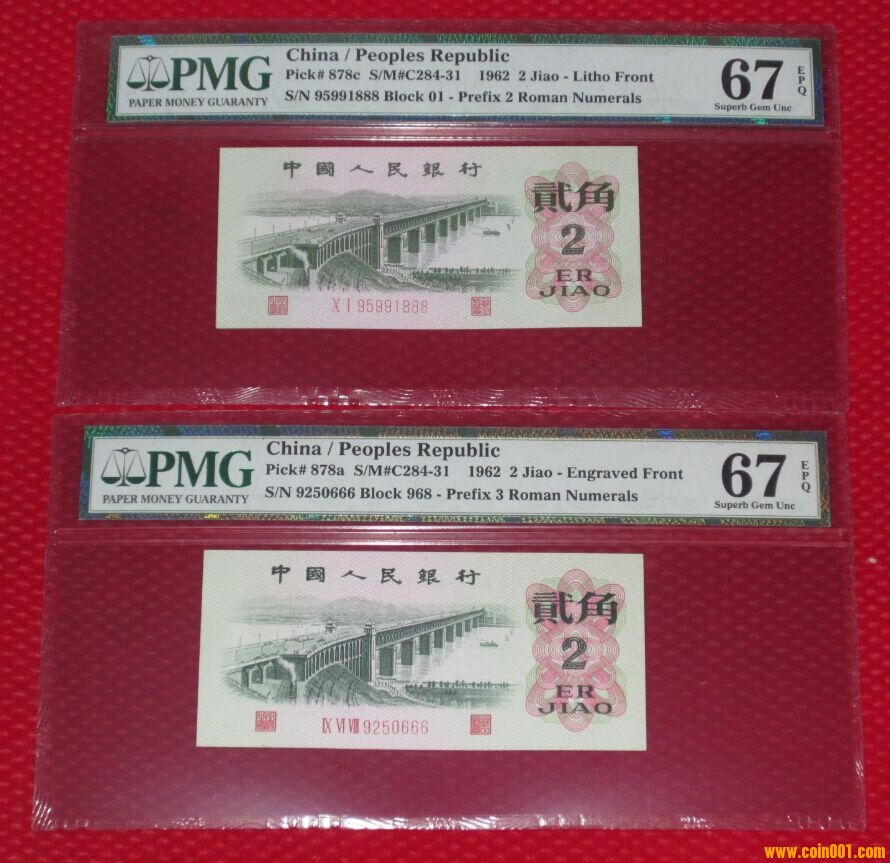 PMG
PAPER MONEY GUARANTY
China / Peoples Republic
Pick# 878c S/M#C284-31 1962 2 Jiao - Litho Front
S/N 95991888 Block 01 - Prefix 2 Roman Numerals
67 EPQ
Superb Gem Unc
中國人民銀行
貳角
2
ER
JIAO
X I 95991888
PMG
PAPER MONEY GUARANTY
China / Peoples Republic
Pick# 878a S/M#C284-31 1962 2 Jiao - Engraved Front
S/N 9250666 Block 968 - Prefix 3 Roman Numerals
67 EPQ
Superb Gem Unc
中國人民銀行
貳角
2
ER
JIAO
IX VI VIII 9250666
www.coin001.com